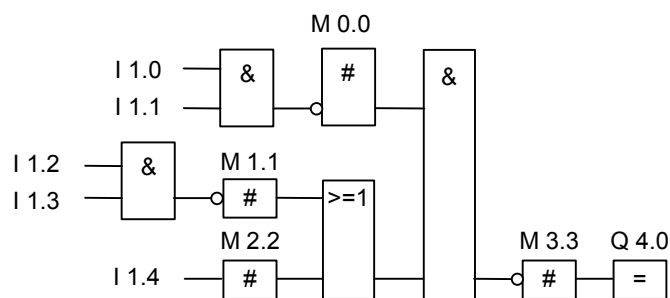 M 0.0
I 1.0
&
#
&
I 1.1
I 1.2
&
M 1.1
I 1.3
#
>=1
M 2.2
M 3.3
Q 4.0
I 1.4
#
#
=